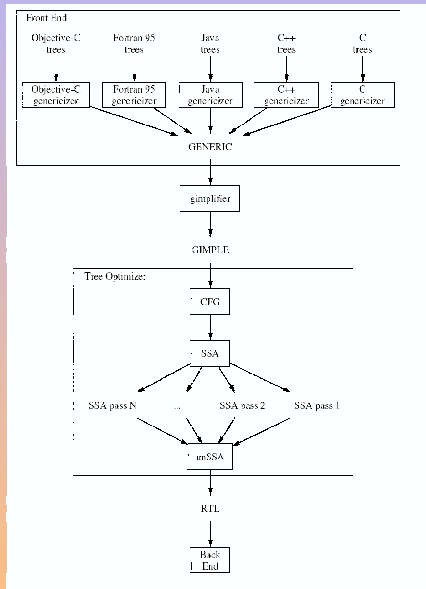 Front End
Objective-C trees
Fortran 95 trees
Java trees
C++ trees
C trees
Objective-C genericizer
Fortran 95 genericizer
Java genericizer
C++ genericizer
C genericizer
GENERIC
gimplifier
GIMPLE
Tree Optimizer
CFG
SSA
SSA pass N
...
SSA pass 2
SSA pass 1
unSSA
RTL
Back
End